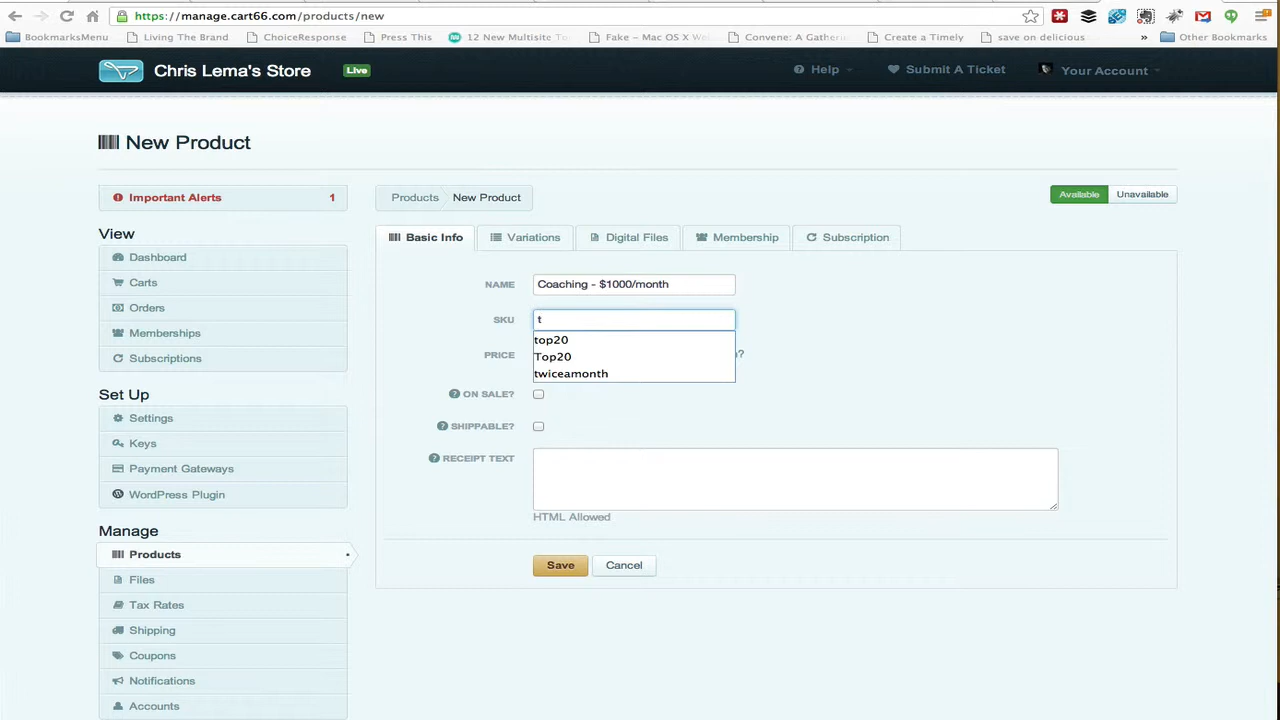 https://manage.cart66.com/products/new
BookmarksMenu Living The Brand ChoiceResponse Press This 12 New Multisite To Fake – Mac OS X W Convene: A Gatheri Create a Timely save on delicious » Other Bookmarks
Chris Lema's Store Live Help Submit A Ticket Your Account
New Product
Important Alerts 1
Products New Product
Available Unavailable
View
Dashboard
Carts
Orders
Memberships
Subscriptions
Set Up
Settings
Keys
Payment Gateways
WordPress Plugin
Manage
Products
Files
Tax Rates
Shipping
Coupons
Notifications
Accounts
Basic Info Variations Digital Files Membership Subscription
NAME Coaching - $1000/month
SKU t
top20
Top20
twiceamonth
PRICE ?
ON SALE?
SHIPPABLE?
RECEIPT TEXT
HTML Allowed
Save Cancel